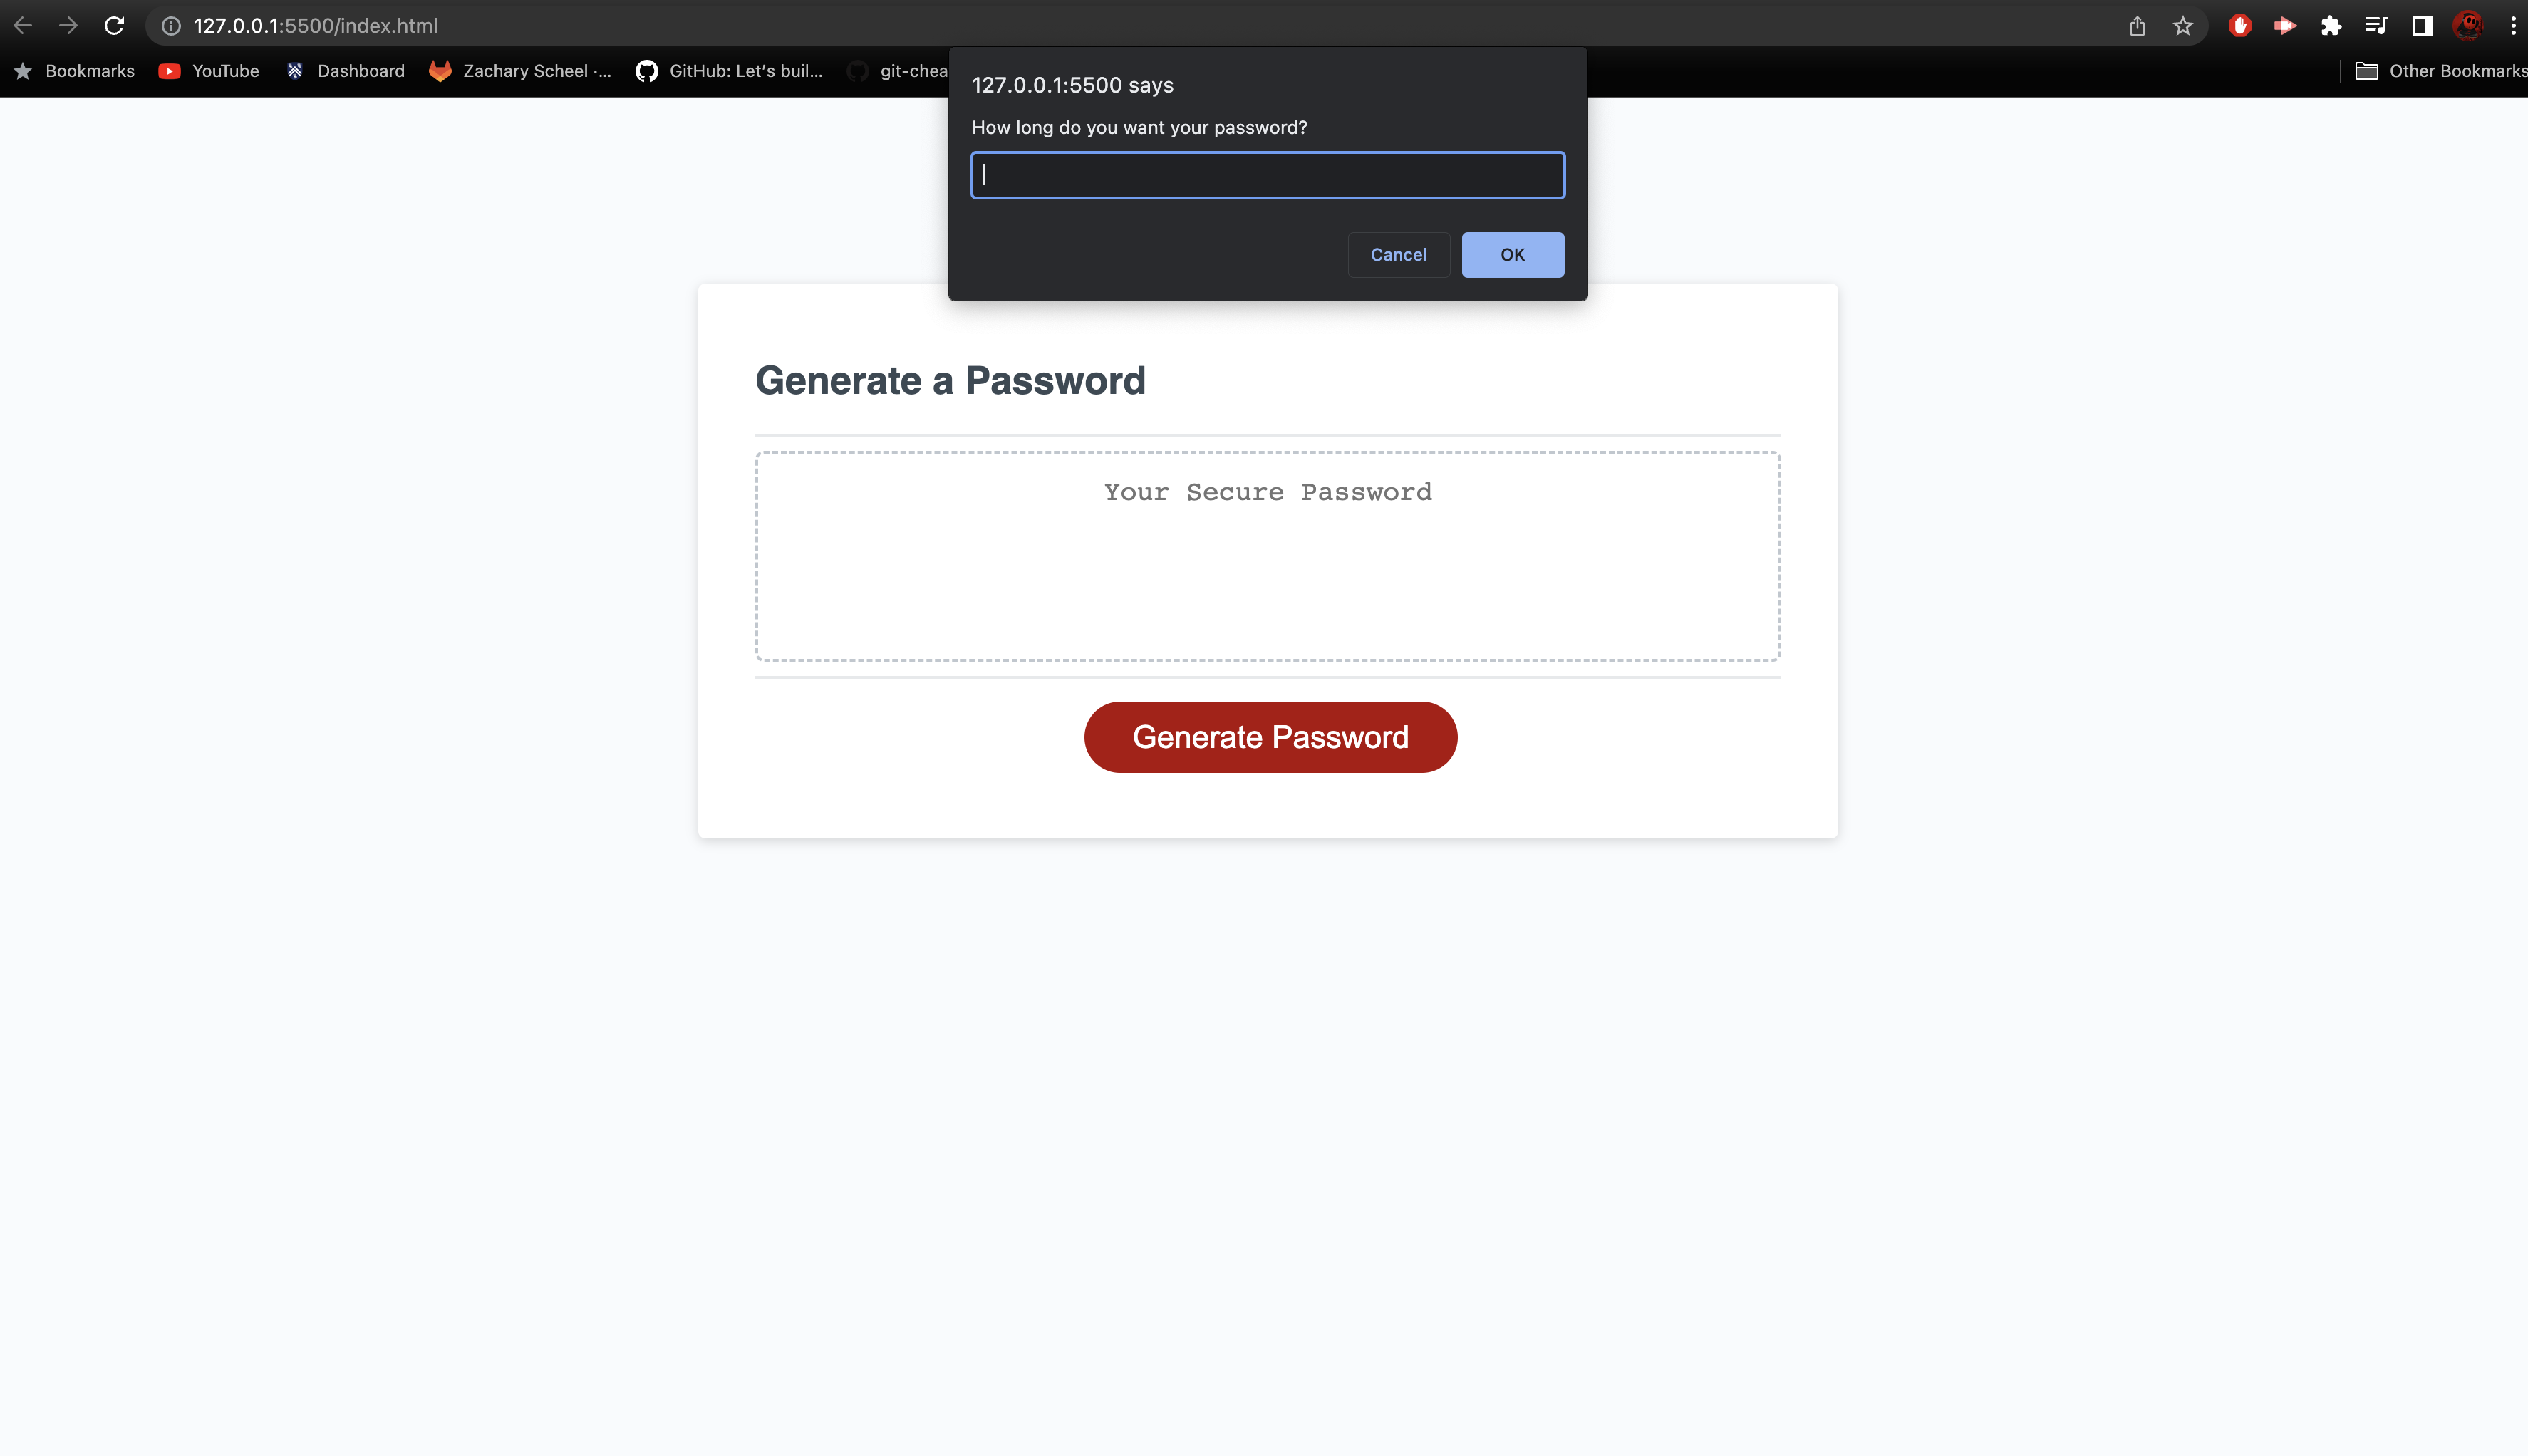 127.0.0.1:5500/index.html
Bookmarks YouTube Dashboard Zachary Scheel ·... GitHub: Let's buil... git-chea Other Bookmarks
127.0.0.1:5500 says
How long do you want your password?
Cancel OK
Generate a Password
Your Secure Password
Generate Password